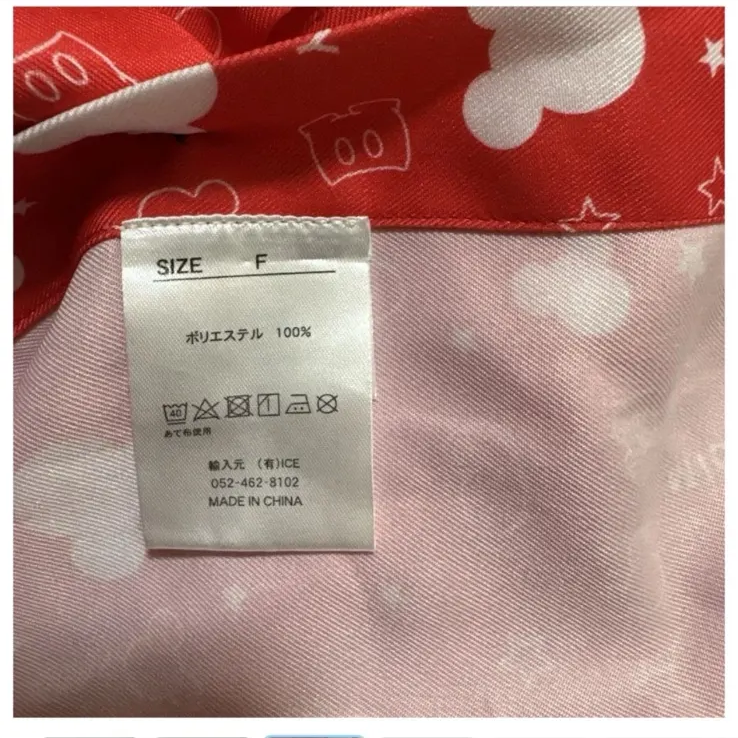 SIZE F
ポリエステル 100%
40
あて布使用
輸入元 (有)ICE
052-462-8102
MADE IN CHINA